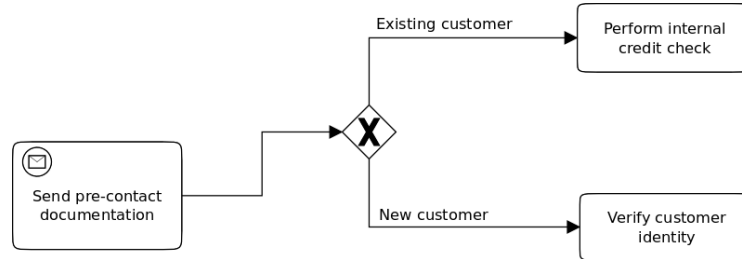 Existing customer
Perform internal
credit check
Send pre-contact
documentation
New customer
Verify customer
identity